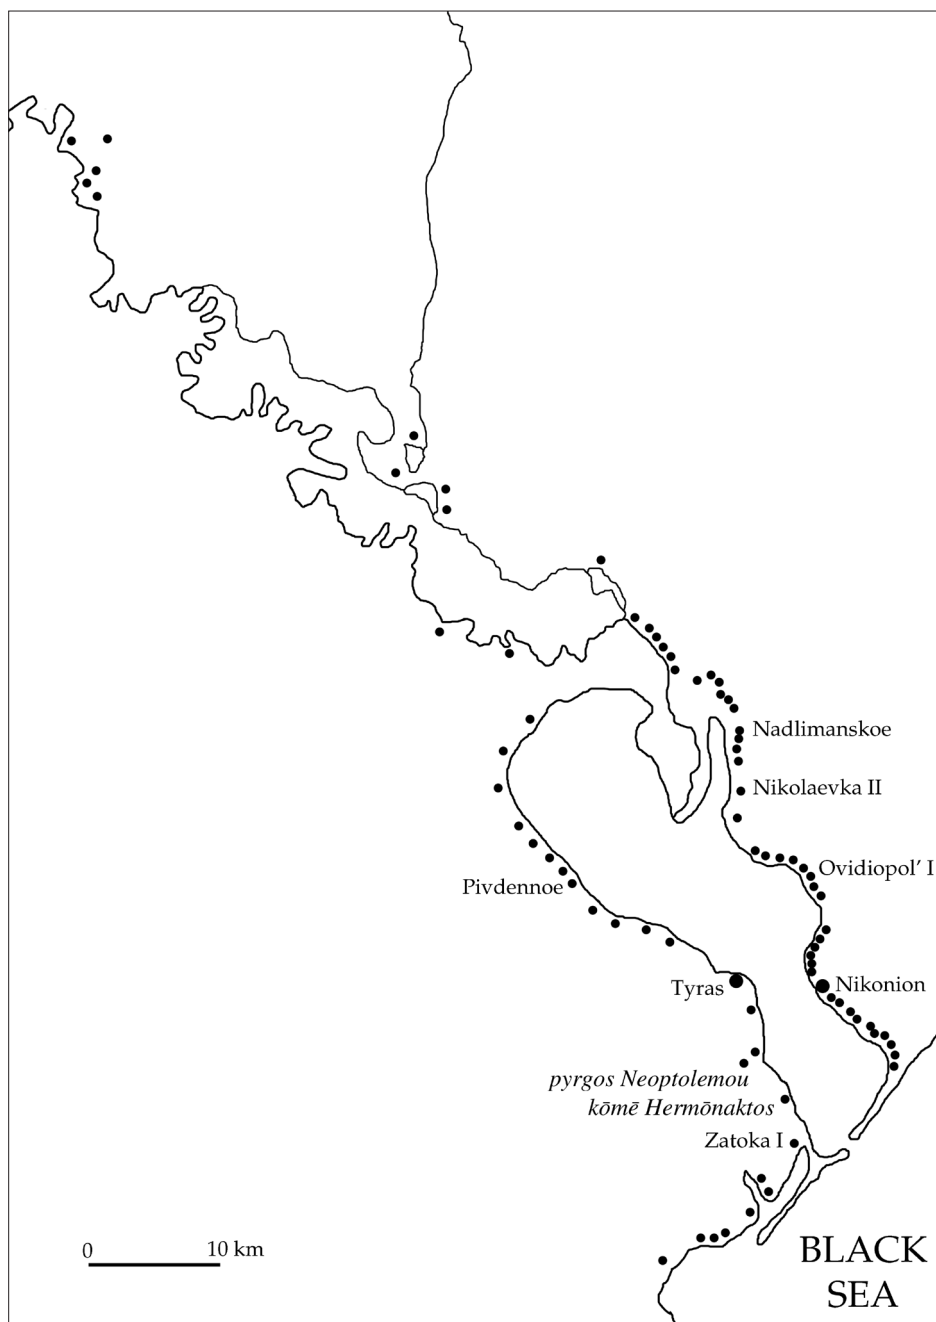 Nadlimanskoe
Nikolaevka II
Ovidiopol’ I
Pivdennoe
Tyras
Nikonion
pyrgos Neoptolemou
kōmē Hermōnaktos
Zatoka I
0 10 km
BLACK
SEA